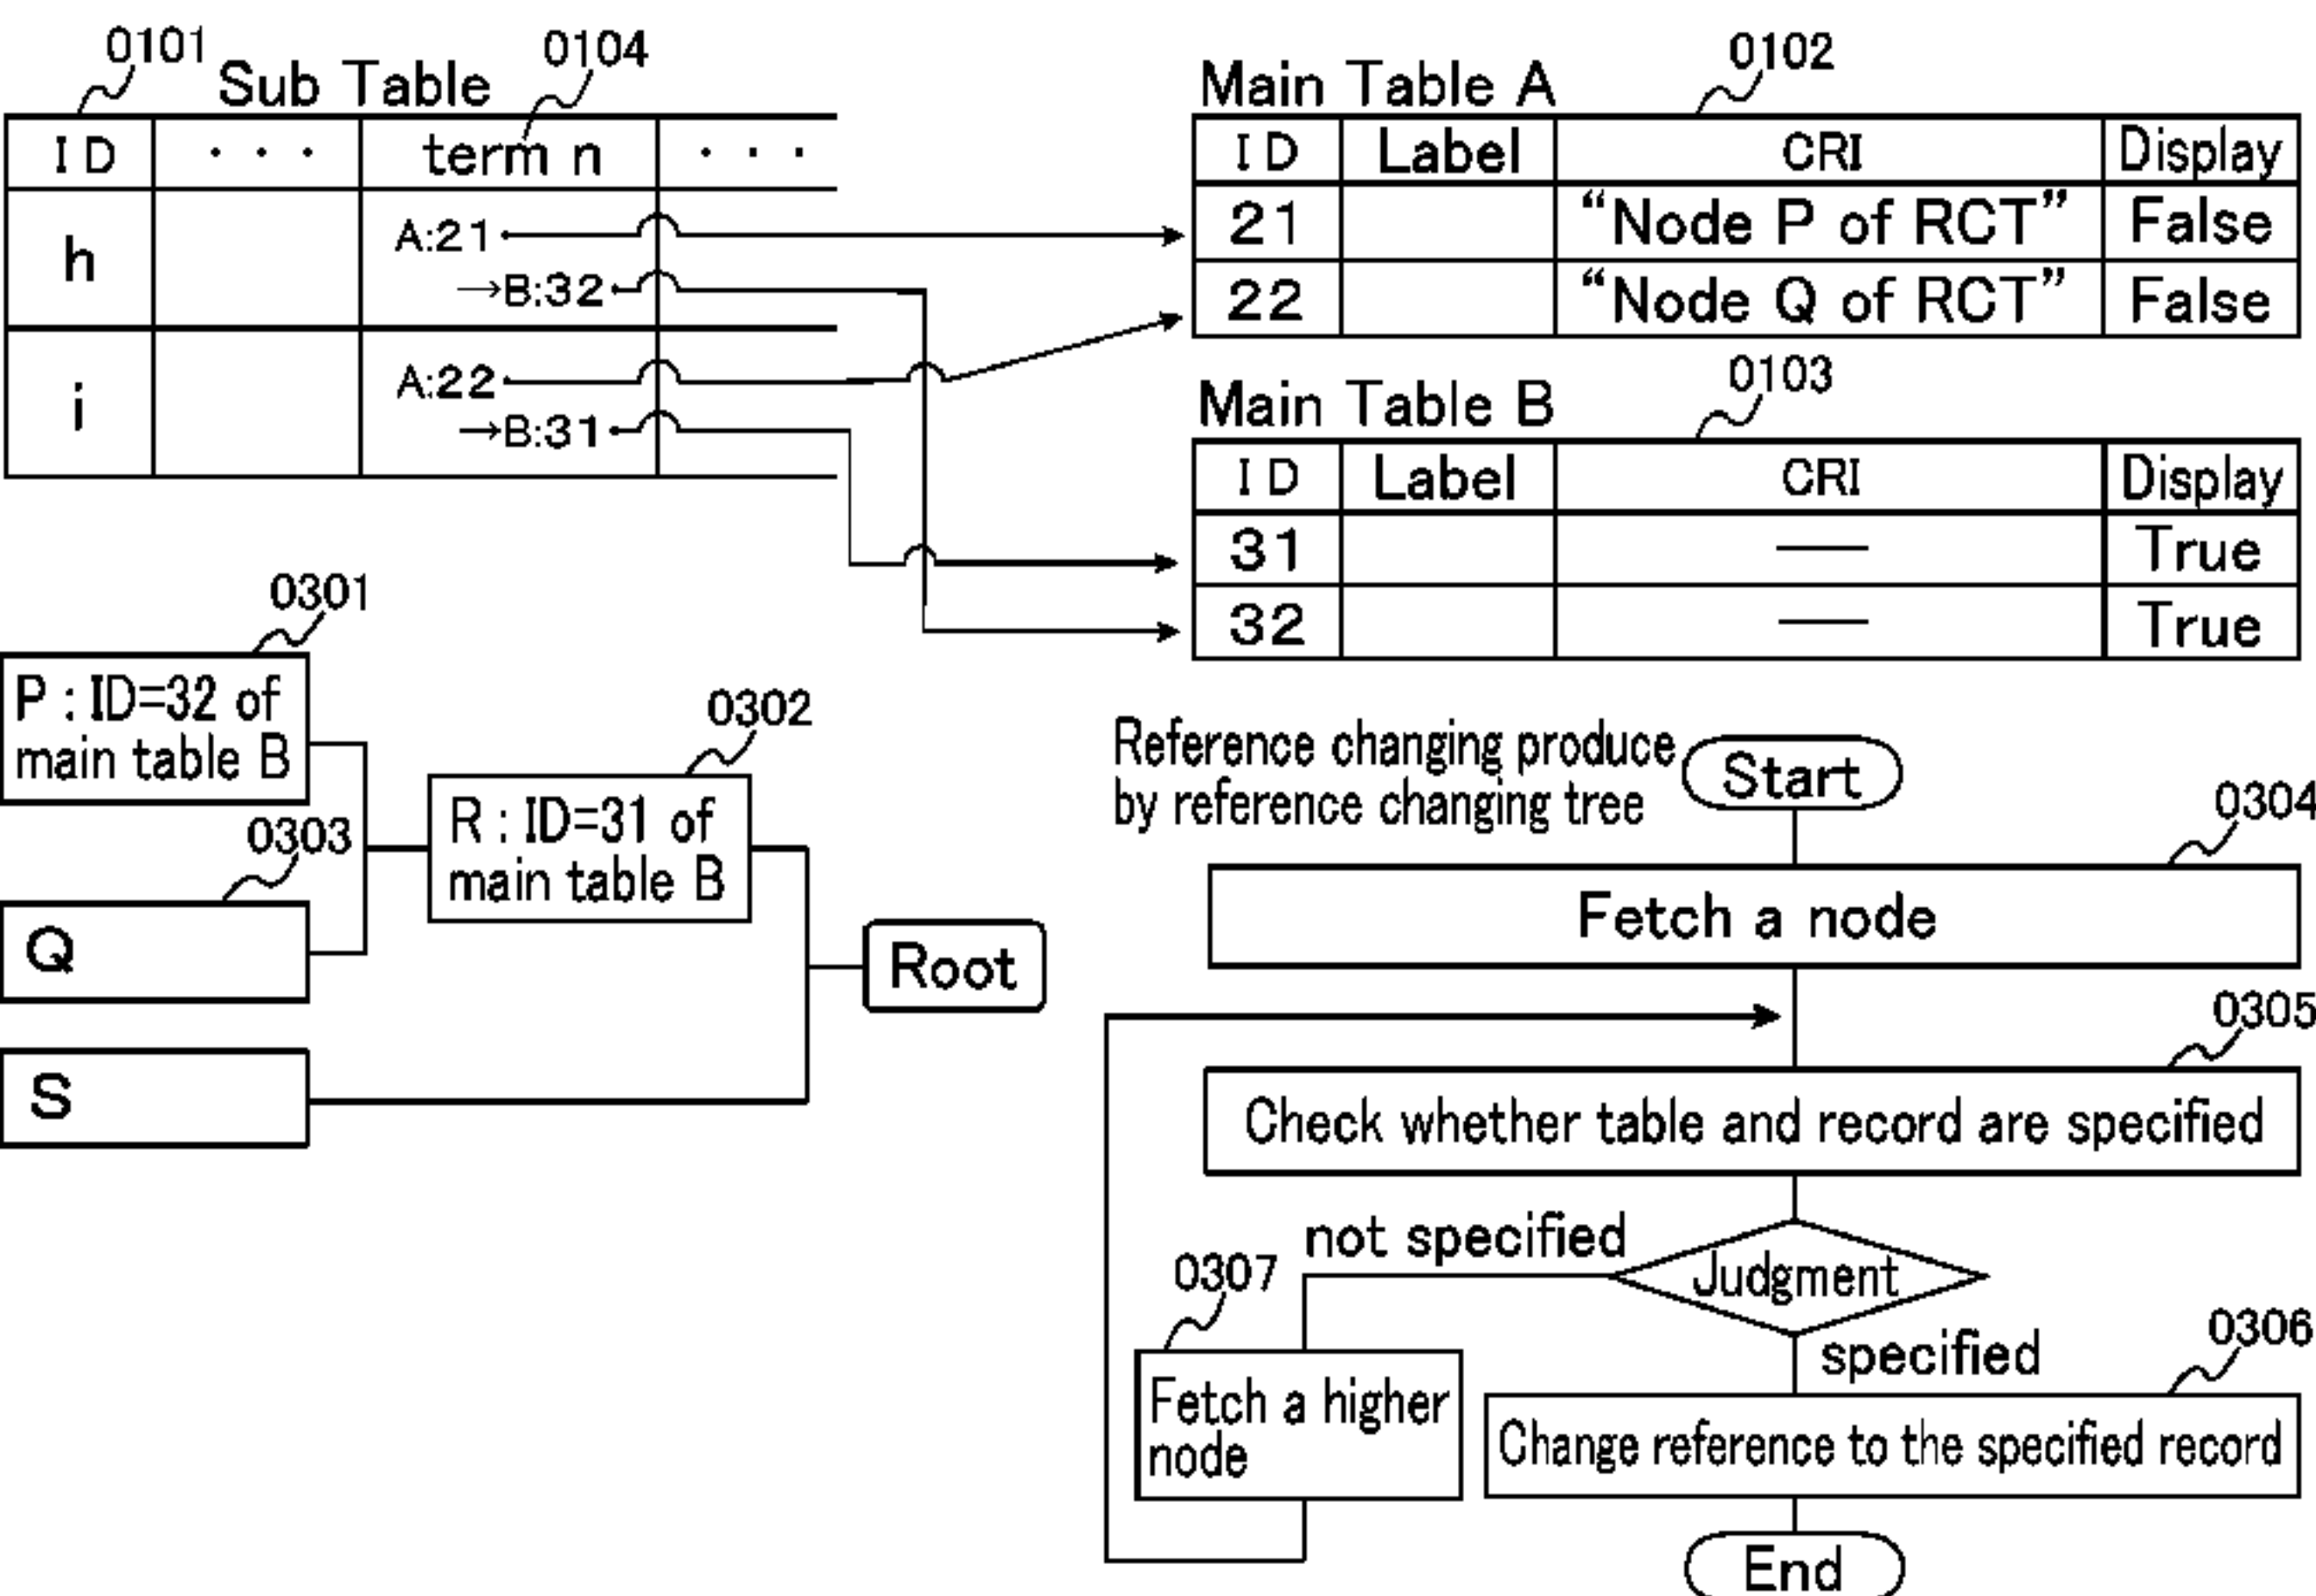 0101
Sub Table
0104
ID ··· term n ···
h
A:21
→B:32
i
A:22
→B:31
Main Table A
0102
ID Label CRI Display
21 “Node P of RCT” False
22 “Node Q of RCT” False
Main Table B
0103
ID Label CRI Display
31 — True
32 — True
0301
P : ID=32 of
main table B
0302
R : ID=31 of
main table B
0303
Q
S
Root
Reference changing produce
by reference changing tree
Start
0304
Fetch a node
0305
Check whether table and record are specified
Judgment
not specified
specified
0307
Fetch a higher
node
0306
Change reference to the specified record
End